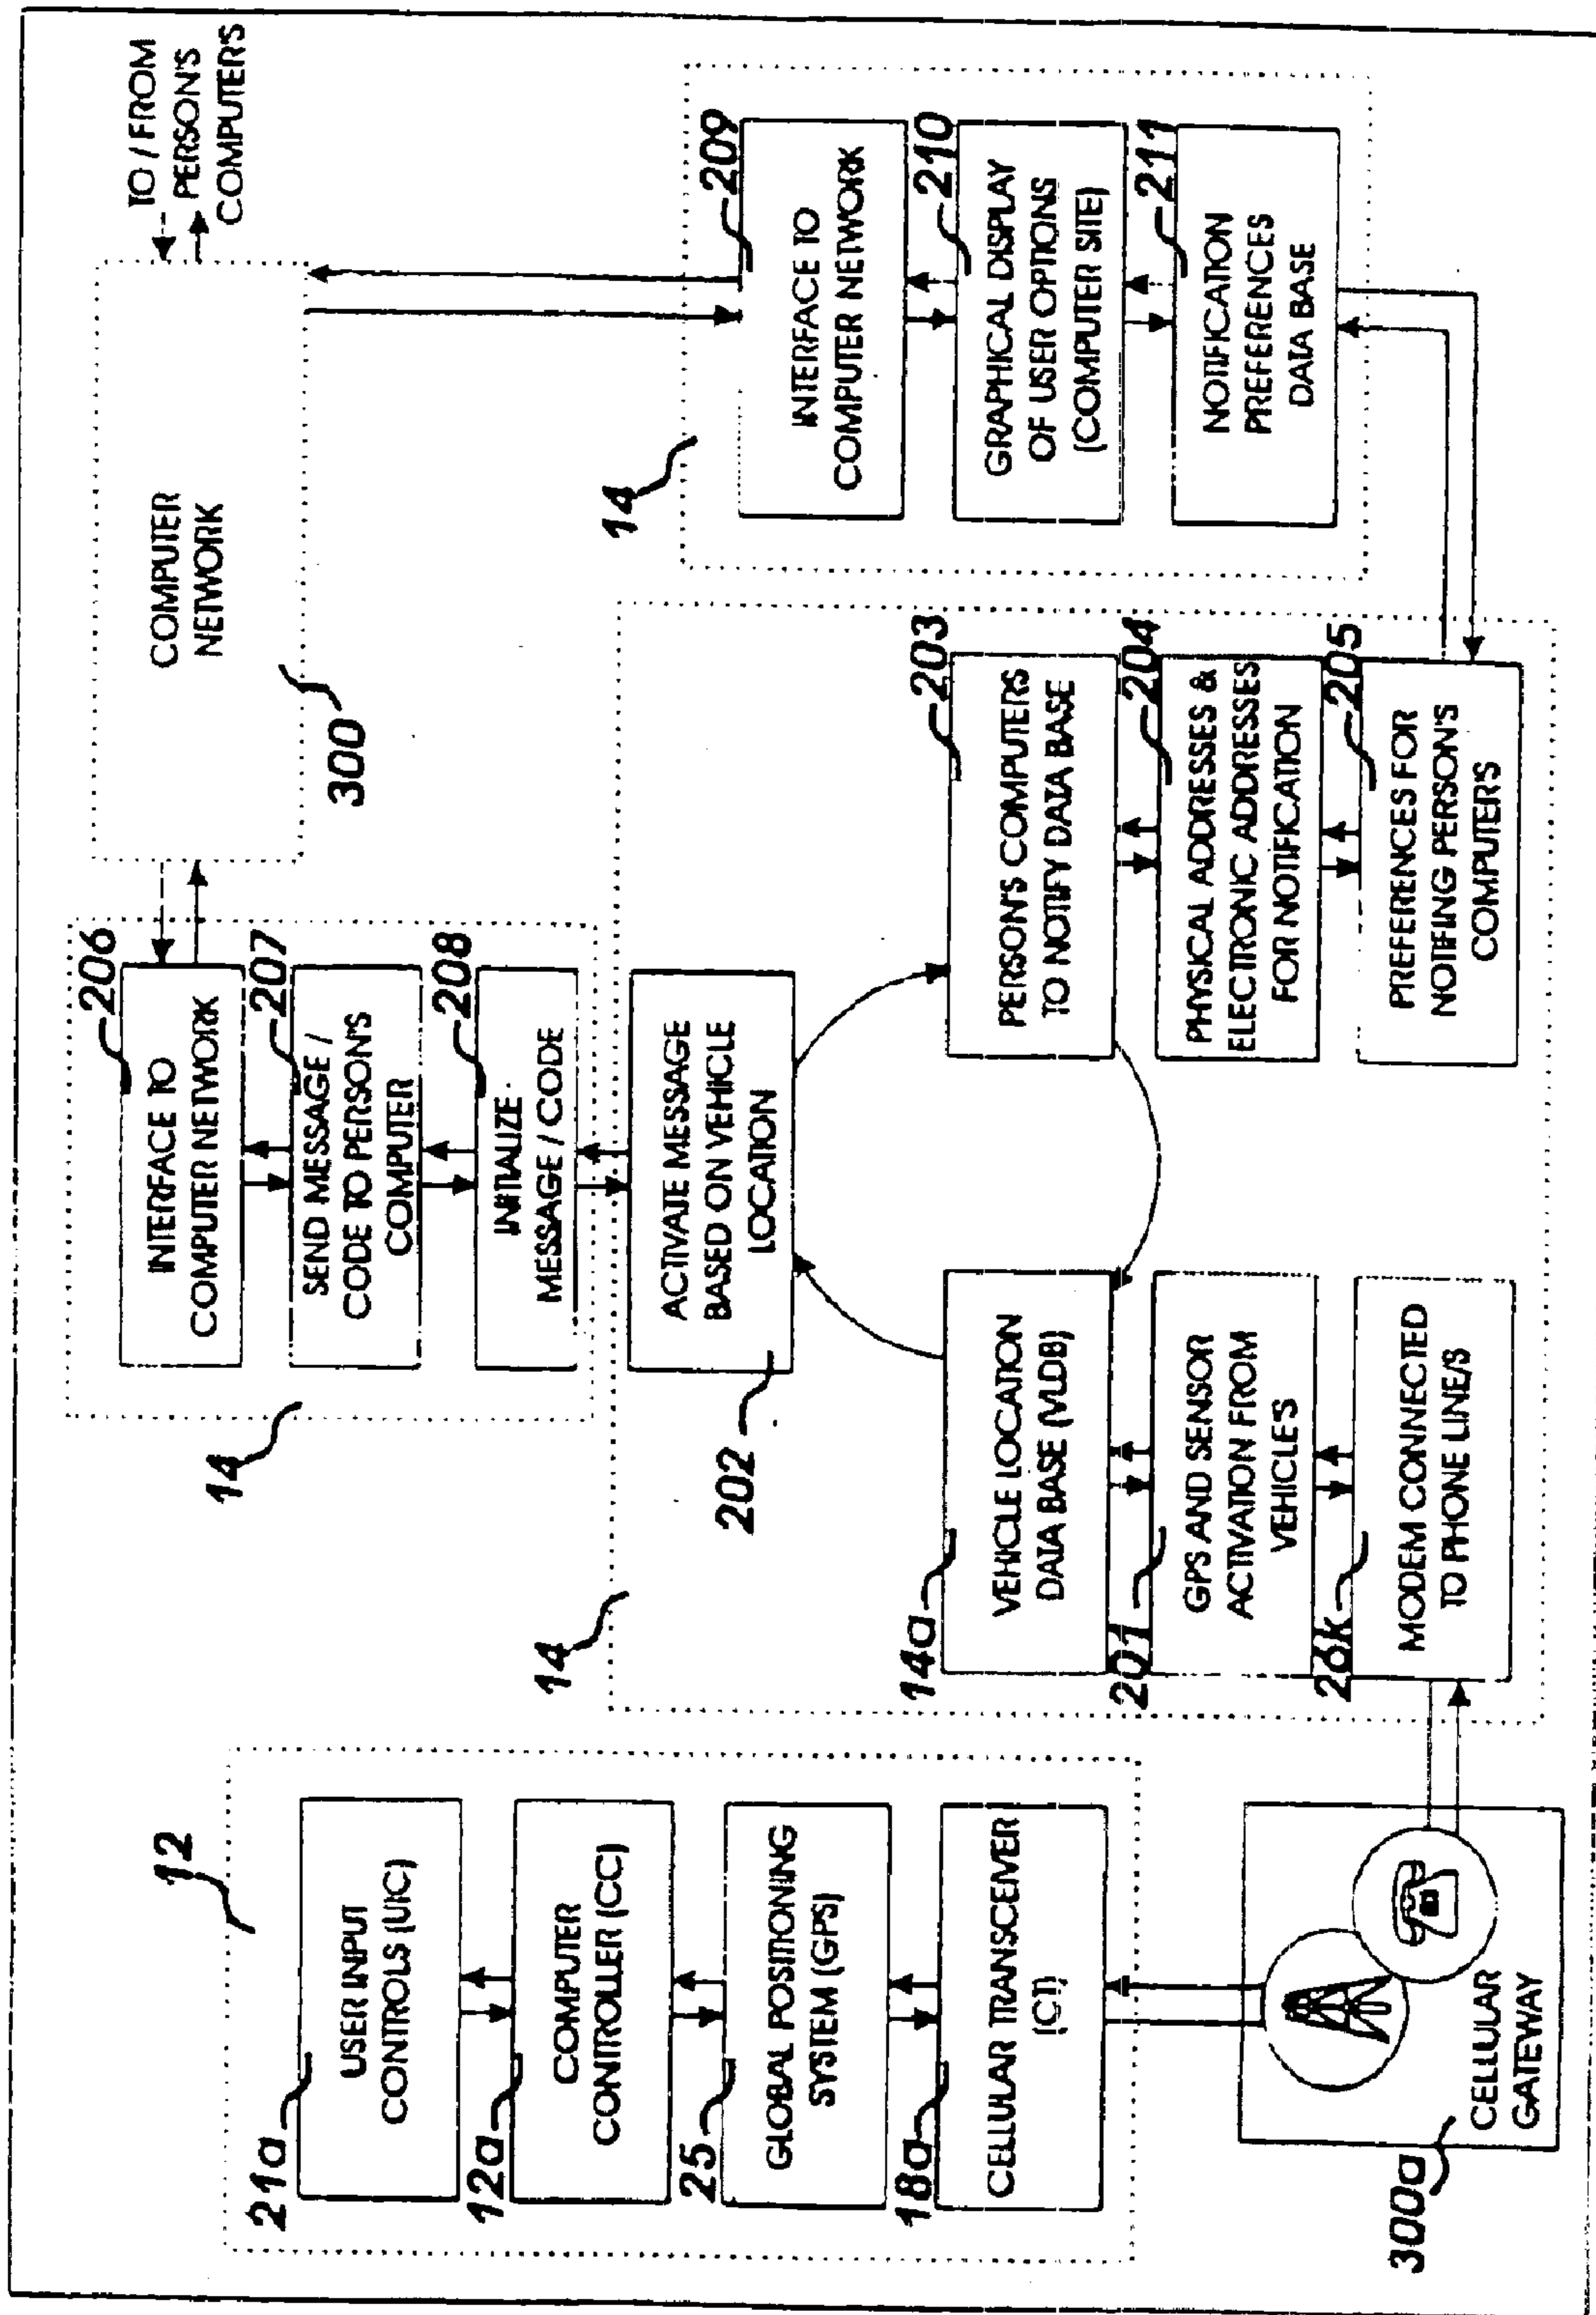 12
21a
USER INPUT
CONTROLS (UIC)
12a
COMPUTER
CONTROLLER (CC)
25
GLOBAL POSITIONING
SYSTEM (GPS)
18a
CELLULAR TRANSCEIVER
(CT)
300a
CELLULAR
GATEWAY
14
206
INTERFACE TO
COMPUTER NETWORK
207
SEND MESSAGE /
CODE TO PERSON'S
COMPUTER
208
INITIALIZE
MESSAGE / CODE
14
202
ACTIVATE MESSAGE
BASED ON VEHICLE
LOCATION
14a
VEHICLE LOCATION
DATA BASE (VLDB)
201
GPS AND SENSOR
ACTIVATION FROM
VEHICLE'S
26k
MODEM CONNECTED
TO PHONE LINE/S
203
PERSON'S COMPUTERS
TO NOTIFY DATA BASE
204
PHYSICAL ADDRESSES &
ELECTRONIC ADDRESSES
FOR NOTIFICATION
205
PREFERENCES FOR
NOTIFING PERSON'S
COMPUTER'S
COMPUTER
NETWORK
300
TO / FROM
PERSON'S
COMPUTER'S
14
209
INTERFACE TO
COMPUTER NETWORK
210
GRAPHICAL DISPLAY
OF USER OPTIONS
(COMPUTER SITE)
211
NOTIFICATION
PREFERENCES
DATA BASE